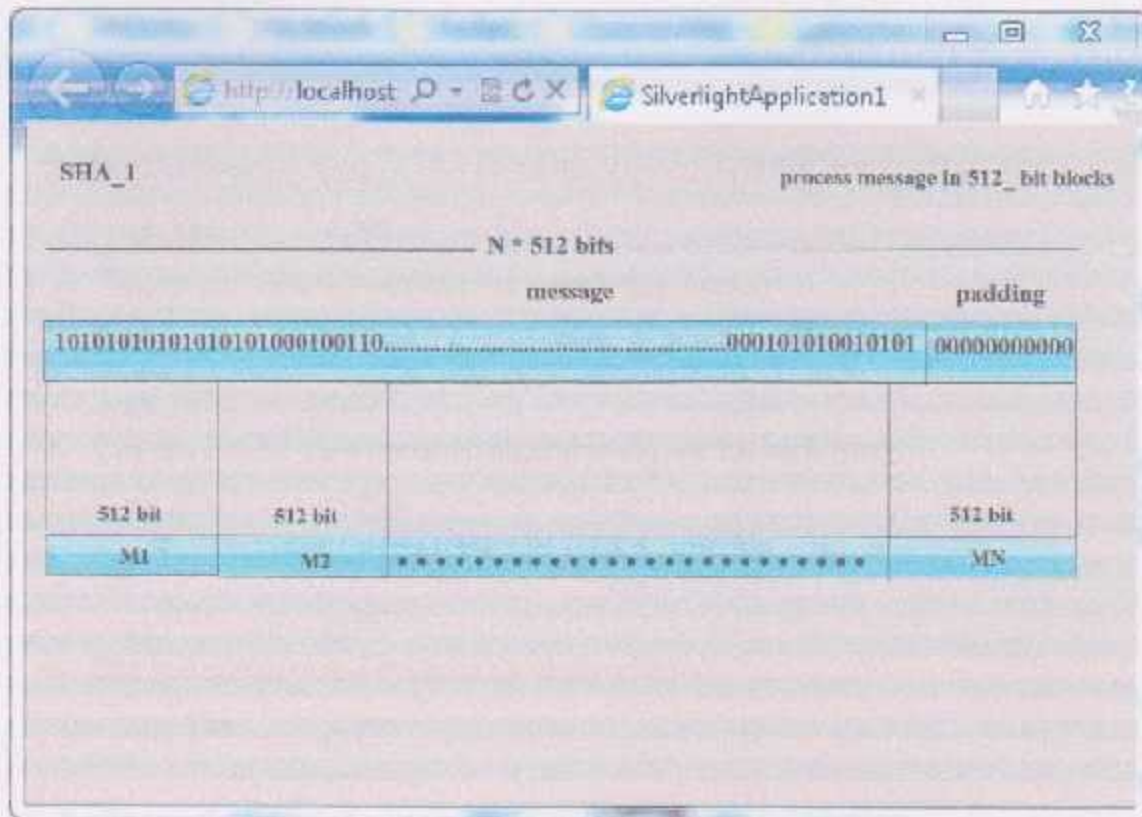 http:// localhost
SilverlightApplication1
SHA_1
process message in 512_ bit blocks
N * 512 bits
message
padding
10101010101010101000100110.............................................................000101010010101 00000000000
512 bit
512 bit
512 bit
M1
M2
MN